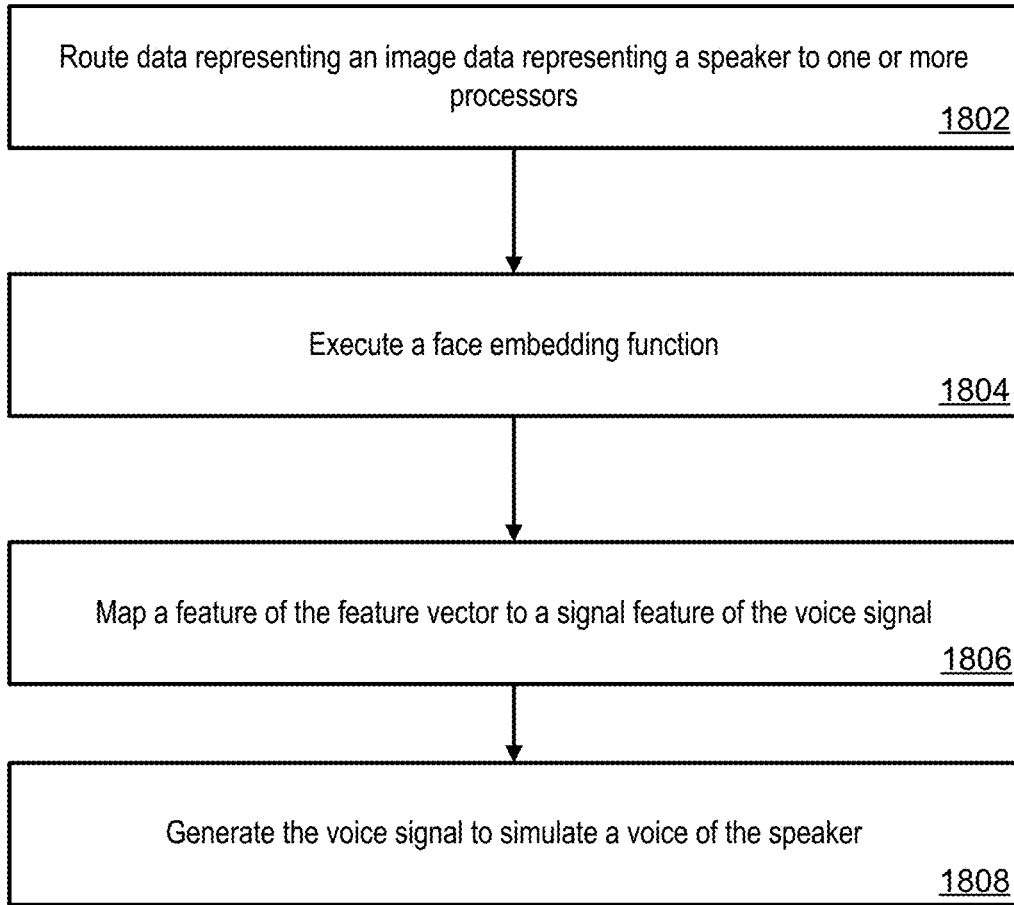 Route data representing an image data representing a speaker to one or more
processors
1802
Execute a face embedding function
1804
Map a feature of the feature vector to a signal feature of the voice signal
1806
Generate the voice signal to simulate a voice of the speaker
1808